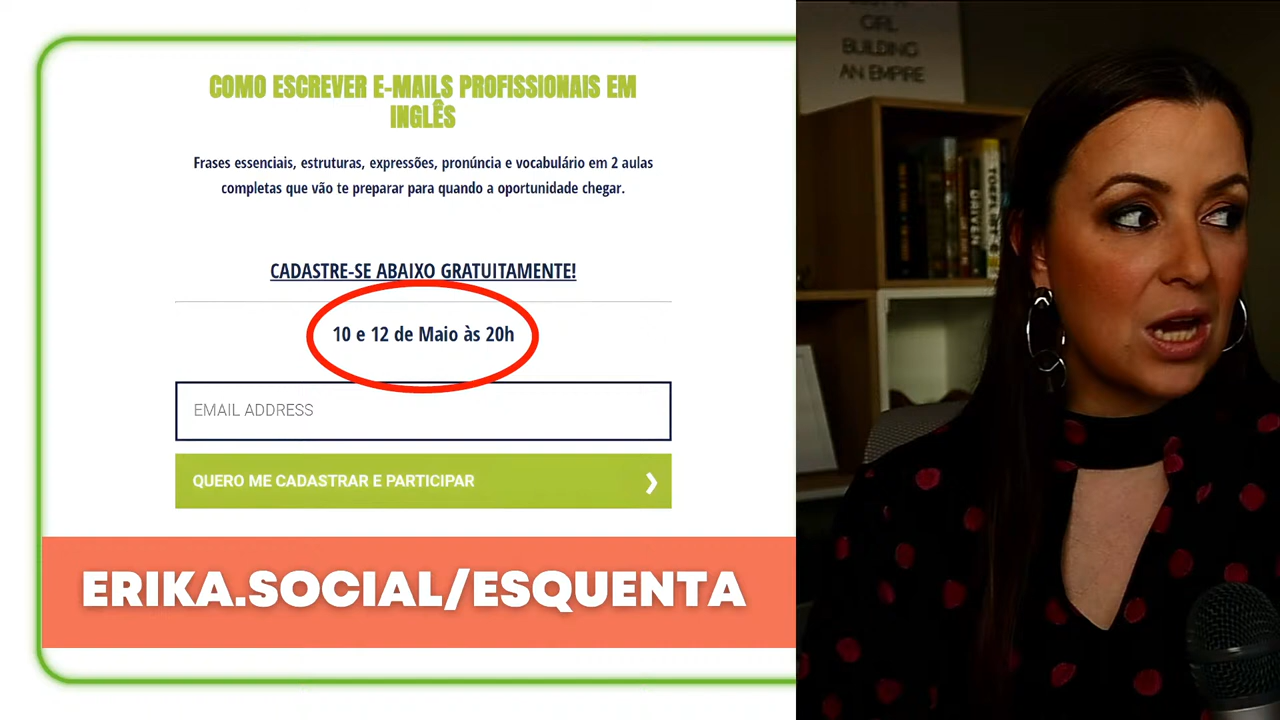 COMO ESCREVER E-MAILS PROFISSIONAIS EM
INGLÊS
Frases essenciais, estruturas, expressões, pronúncia e vocabulário em 2 aulas
completas que vão te preparar para quando a oportunidade chegar.
CADASTRE-SE ABAIXO GRATUITAMENTE!
10 e 12 de Maio às 20h
EMAIL ADDRESS
QUERO ME CADASTRAR E PARTICIPAR
ERIKA.SOCIAL/ESQUENTA
GIRL
BUILDING
AN EMPIRE
DRIVEN
TOEFL